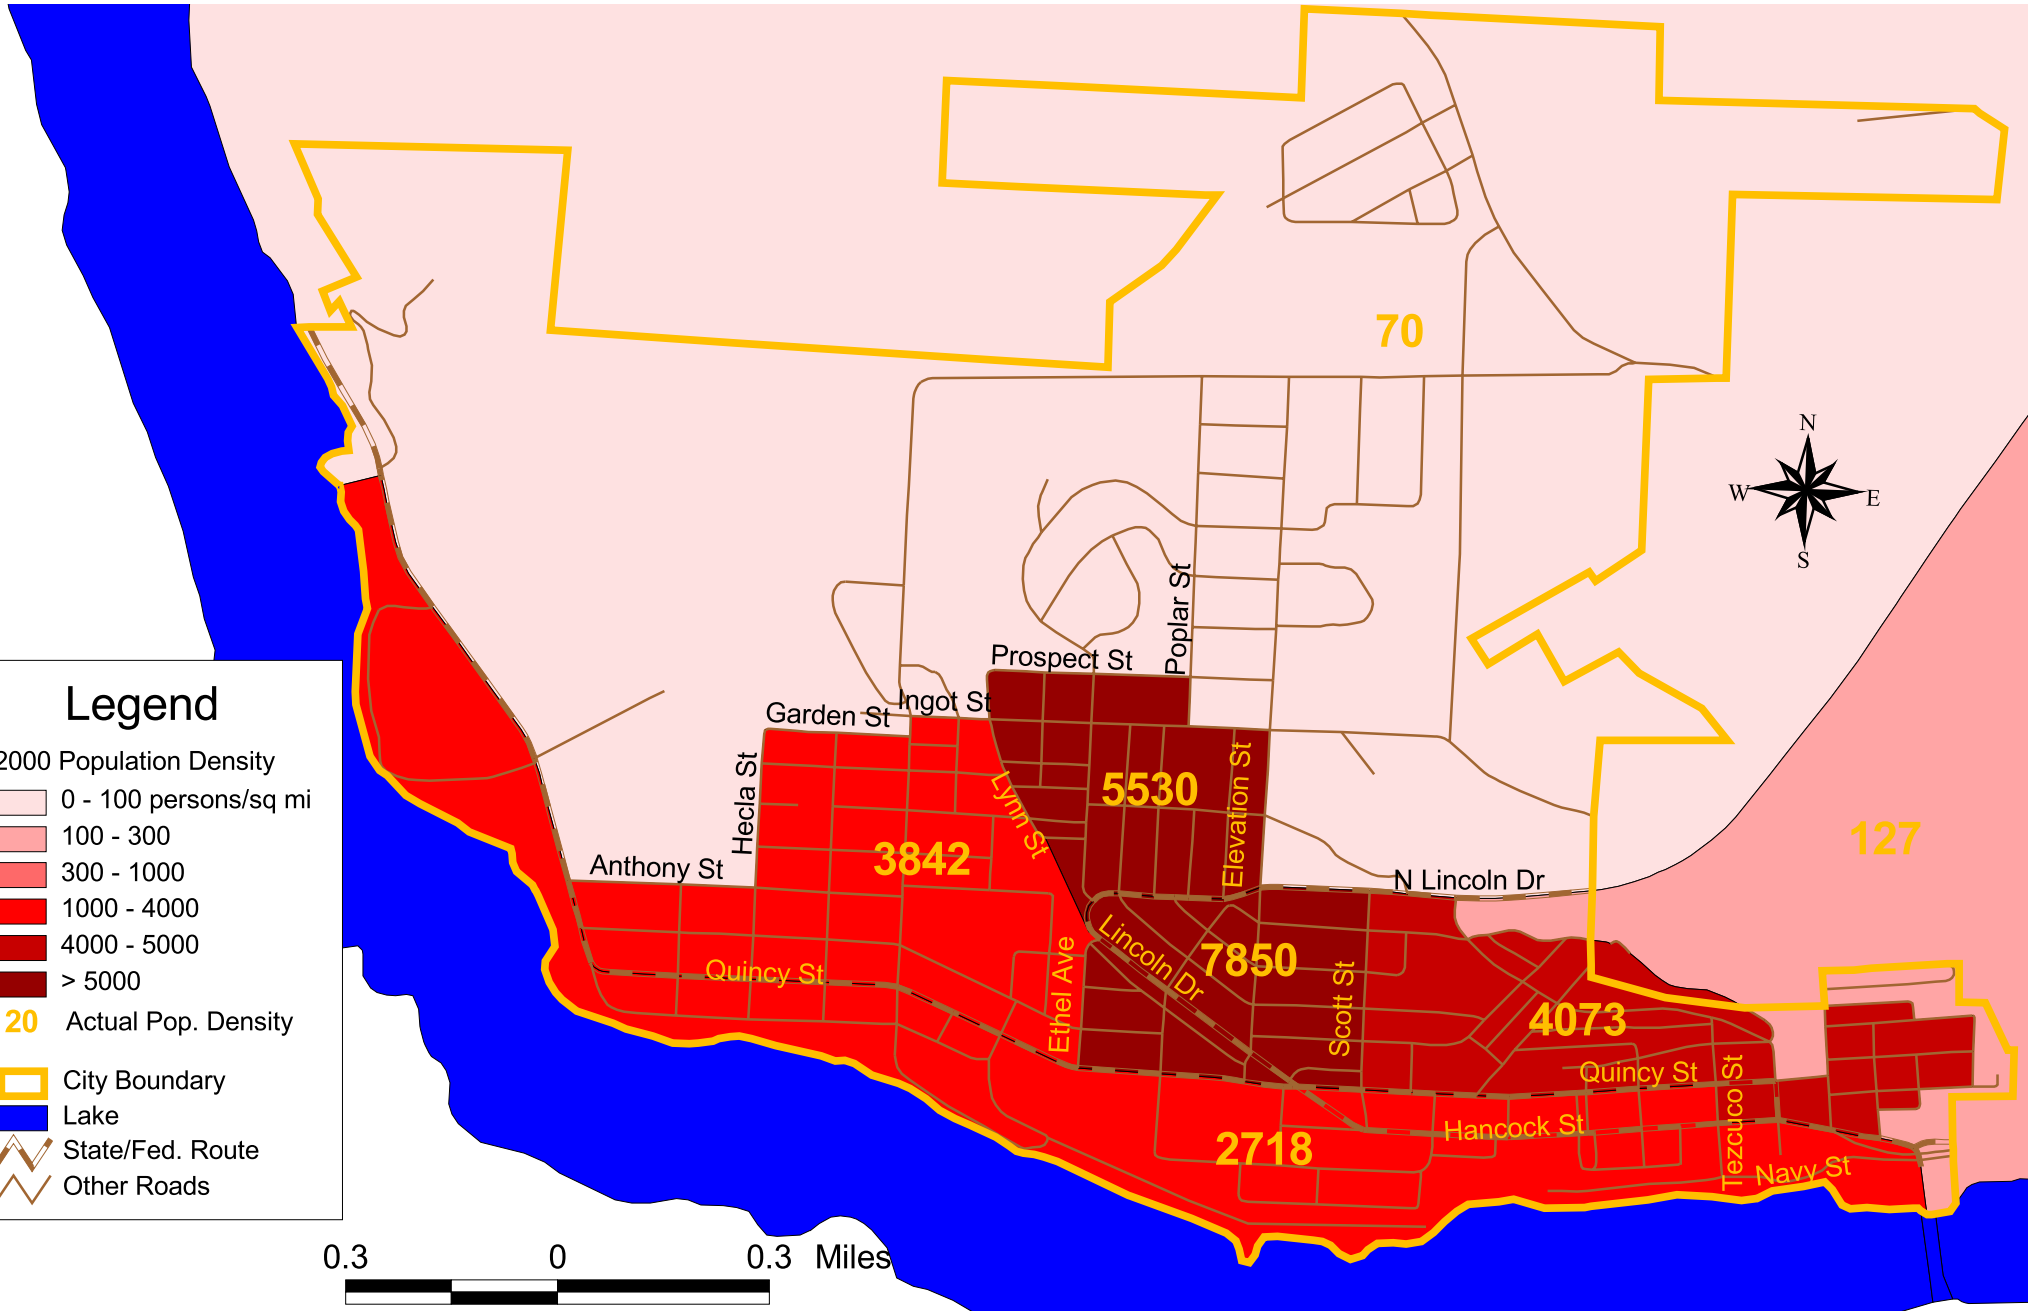 70
N
W
E
S
Poplar St
Prospect St
Ingot St
Garden St
Hecla St
Lynn St
5530
Elevation St
127
3842
Anthony St
N Lincoln Dr
Lincoln Dr
7850
Quincy St
Ethel Ave
Scott St
4073
Quincy St
Tezcuco St
Hancock St
2718
Navy St
Legend
2000 Population Density
0 - 100 persons/sq mi
100 - 300
300 - 1000
1000 - 4000
4000 - 5000
> 5000
20 Actual Pop. Density
City Boundary
Lake
State/Fed. Route
Other Roads
0.3 0 0.3 Miles